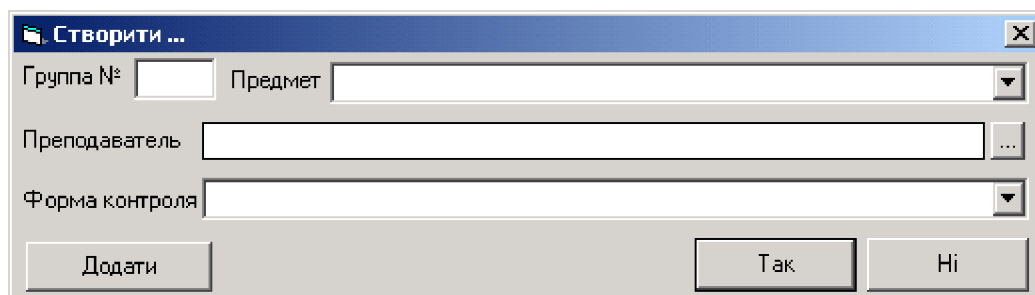 Створити ...
Группа № Предмет
Преподаватель ...
Форма контроля
Додати Так Ні